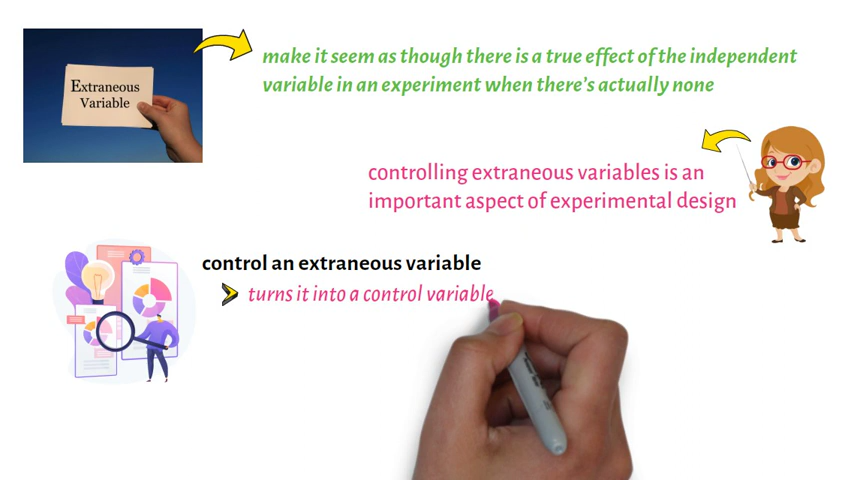 Extraneous
Variable
make it seem as though there is a true effect of the independent
variable in an experiment when there's actually none
controlling extraneous variables is an
important aspect of experimental design
control an extraneous variable
turns it into a control variable